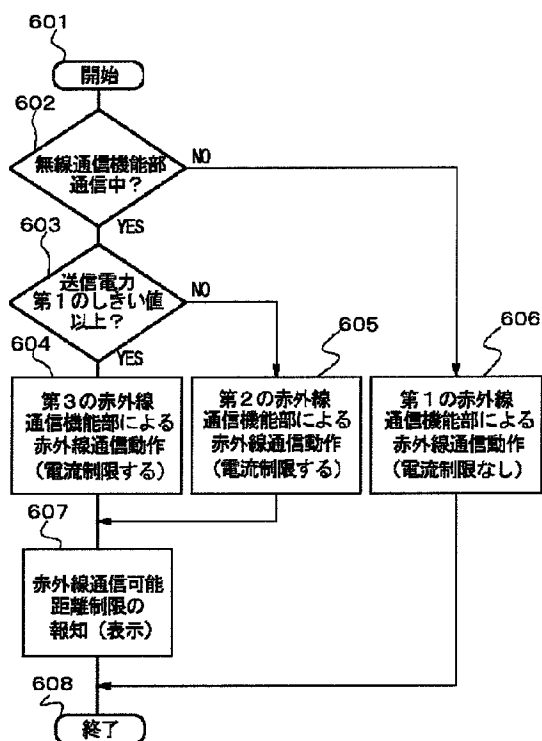 601
開始
602
無線通信機能部
通信中？
NO
YES
603
送信電力
第1のしきい値
以上？
NO
YES
604
第3の赤外線
通信機能部による
赤外線通信動作
（電流制限する）
605
第2の赤外線
通信機能部による
赤外線通信動作
（電流制限する）
606
第1の赤外線
通信機能部による
赤外線通信動作
（電流制限なし）
607
赤外線通信可能
距離制限の
報知（表示）
608
終了